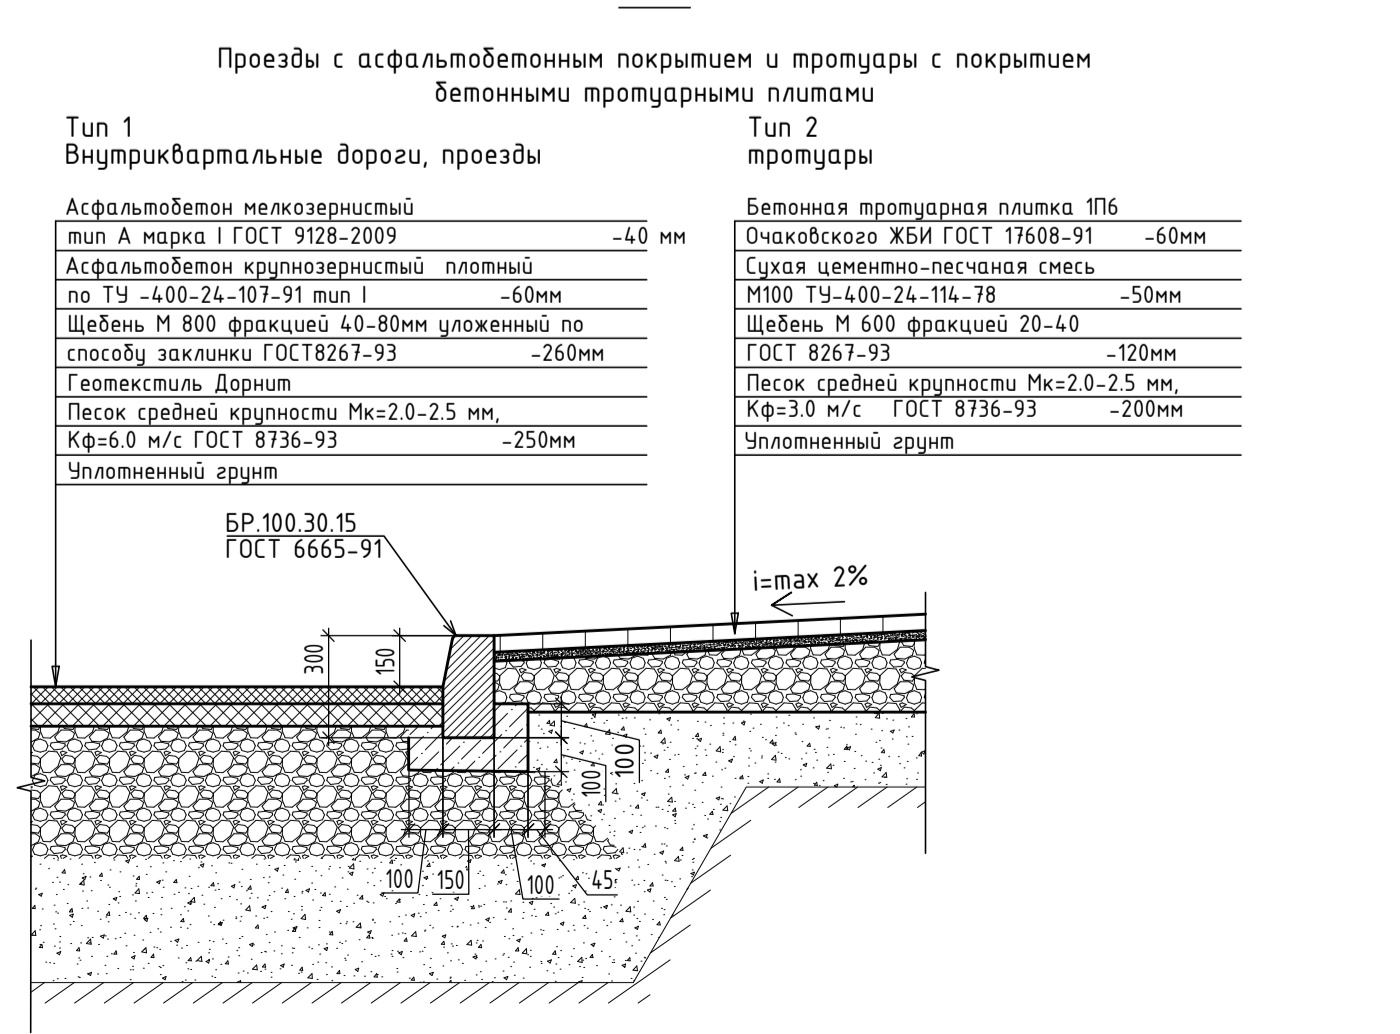 Проезды с асфальтобетонным покрытием и тротуары с покрытием
бетонными тротуарными плитами
Тип 1
Внутриквартальные дороги, проезды
Асфальтобетон мелкозернистый
тип А марка I ГОСТ 9128-2009 -40 мм
Асфальтобетон крупнозернистый плотный
по ТУ -400-24-107-91 тип I -60мм
Щебень М 800 фракцией 40-80мм уложенный по
способу заклинки ГОСТ8267-93 -260мм
Геотекстиль Дорнит
Песок средней крупности Мк=2.0-2.5 мм,
Кф=6.0 м/с ГОСТ 8736-93 -250мм
Уплотненный грунт
Тип 2
тротуары
Бетонная тротуарная плитка 1П6
Очаковского ЖБИ ГОСТ 17608-91 -60мм
Сухая цементно-песчаная смесь
М100 ТУ-400-24-114-78 -50мм
Щебень М 600 фракцией 20-40
ГОСТ 8267-93 -120мм
Песок средней крупности Мк=2.0-2.5 мм,
Кф=3.0 м/с ГОСТ 8736-93 -200мм
Уплотненный грунт
БР.100.30.15
ГОСТ 6665-91
i=max 2%
300
150
100
100
100
150
100
45